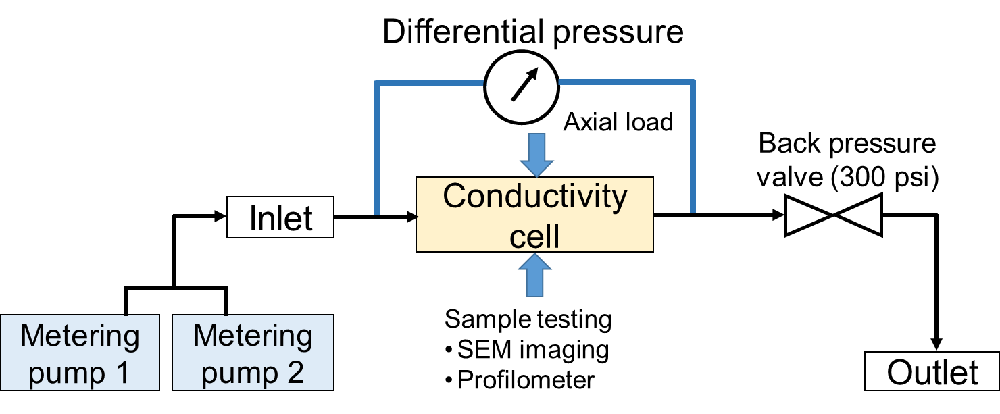 Differential pressure
Axial load
Back pressure
valve (300 psi)
Inlet
Conductivity
cell
Metering
pump 1
Metering
pump 2
Sample testing
• SEM imaging
• Profilometer
Outlet